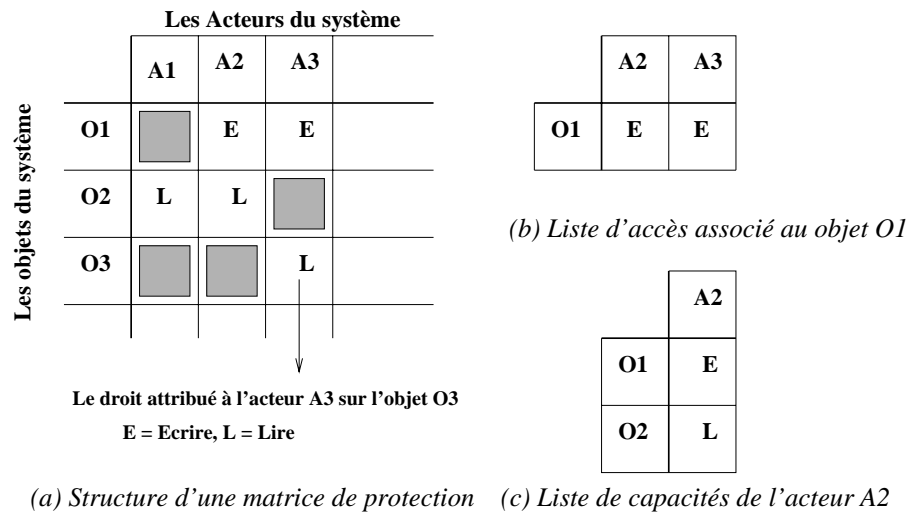 Les Acteurs du système
Les objets du système
A1 A2 A3
O1 E E
O2 L L
O3 L
Le droit attribué à l'acteur A3 sur l'objet O3
E = Ecrire, L = Lire
(a) Structure d'une matrice de protection
A2 A3
O1 E E
(b) Liste d'accès associé au objet O1
A2
O1 E
O2 L
(c) Liste de capacités de l'acteur A2